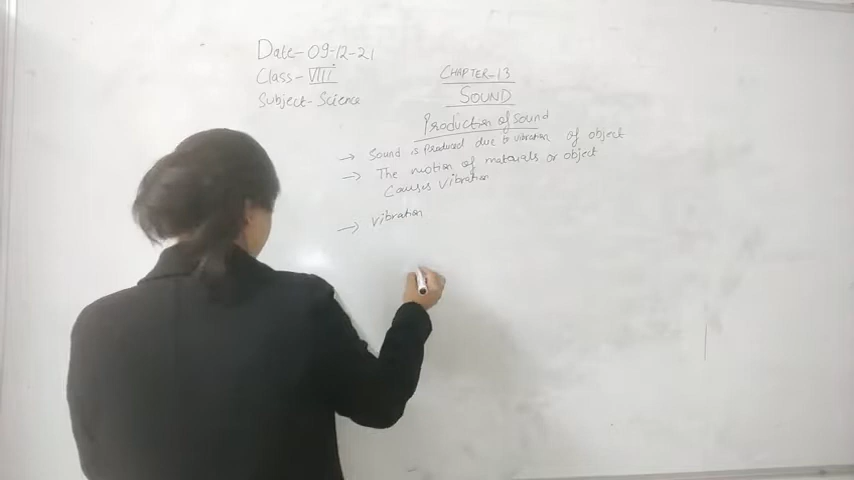 Date- 09-12-21
Class- VIII
Subject- Science
CHAPTER-13
SOUND
Production of Sound
→ Sound is Produced due to vibration of object
→ The motion of materials or object
Causes Vibration
→ Vibration